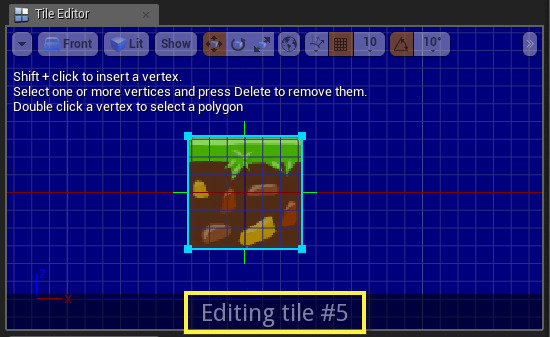 Tile Editor
Front Lit Show 10 10°
Shift + click to insert a vertex.
Select one or more vertices and press Delete to remove them.
Double click a vertex to select a polygon
Z
X
Editing tile #5